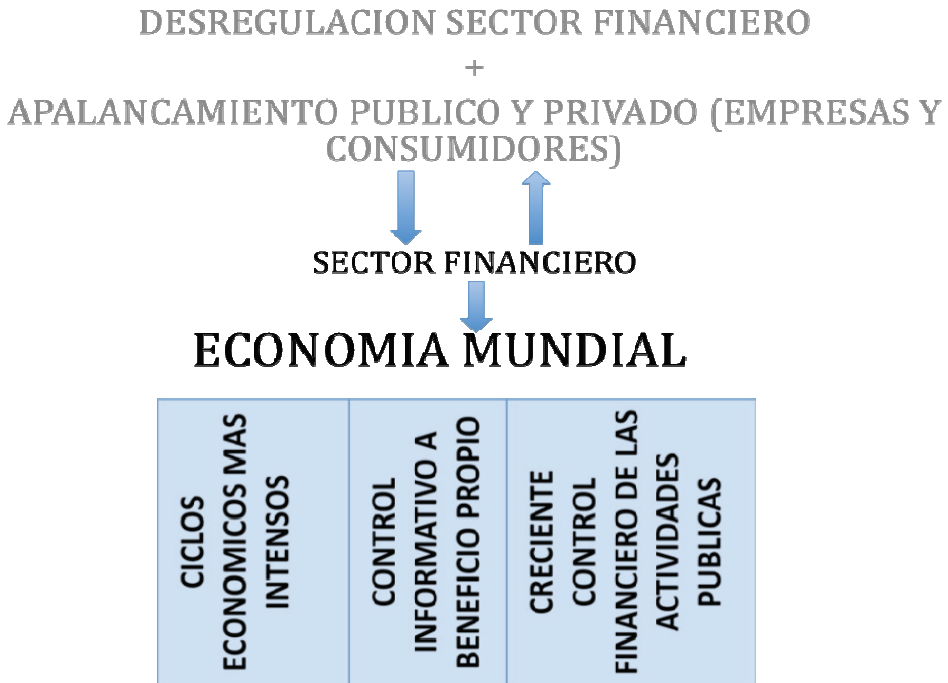 DESREGULACION SECTOR FINANCIERO
+
APALANCAMIENTO PUBLICO Y PRIVADO (EMPRESAS Y
CONSUMIDORES)
SECTOR FINANCIERO
ECONOMIA MUNDIAL
CICLOS
ECONOMICOS MAS
INTENSOS
CONTROL
INFORMATIVO A
BENEFICIO PROPIO
CRECIENTE
CONTROL
FINANCIERO DE LAS
ACTIVIDADES
PUBLICAS